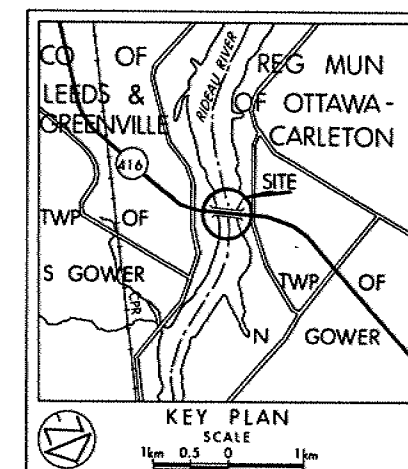 CO OF
LEEDS &
GREENVILLE
RIDEAU RIVER
REG MUN
OF OTTAWA-
CARLETON
416
SITE
TWP OF
S GOWER
CPR
TWP OF
N GOWER
KEY PLAN
SCALE
1km 0.5 0 1km